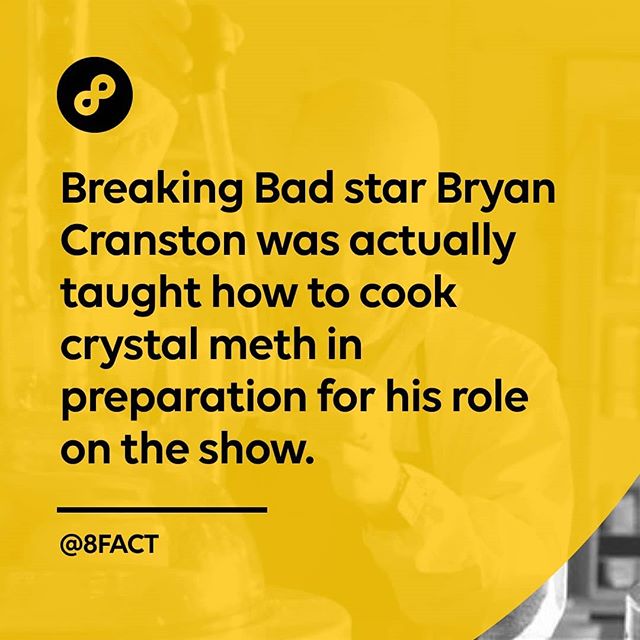 Breaking Bad star Bryan
Cranston was actually
taught how to cook
crystal meth in
preparation for his role
on the show.
@8FACT